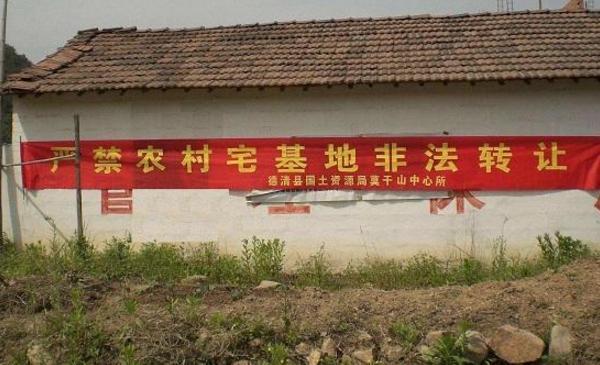 严禁农村宅基地非法转让
德清县国土资源局莫干山中心所